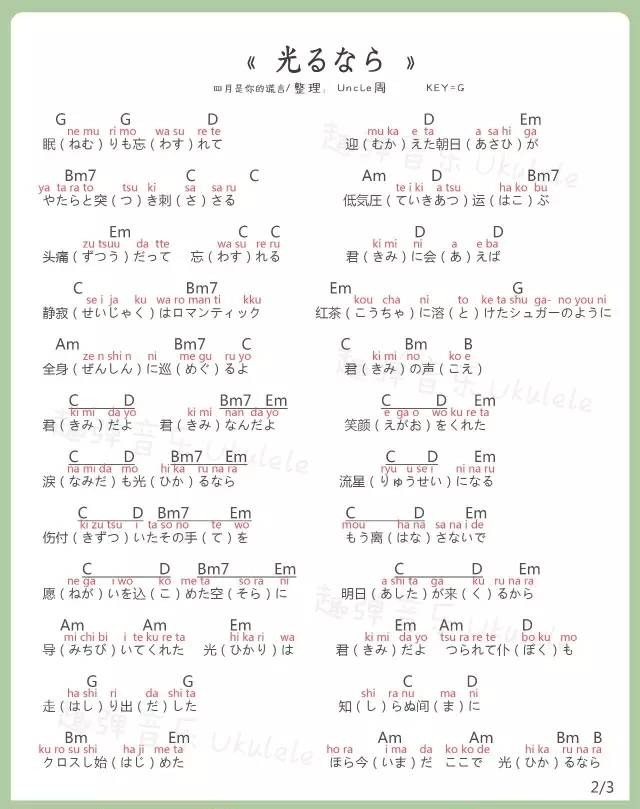 《 光るなら 》
四月是你的谎言/整理：Uncle周 KEY=G
G G D D Em
ne mu ri mo wa su re te mu ka e ta a sa hi ga
眠（ねむ）りも忘（わす）れて 迎（むか）えた朝日（あさひ）が
Bm7 C C Am D Bm7
ya ta ra to tsu ki sa sa ru te i ki a tsu ha ko bu
やたらと突（つ）き刺（さ）さる 低気圧（ていきあつ）運（はこ）ぶ
Em C C D D
zu tsuu da tte wa su re ru ki mi ni a e ba
头痛（ずつう）だって 忘（わす）れる 君（きみ）に会（あ）えば
C Bm7 Em G
se i ja ku wa ro man ti kku kou cha ni to ke ta shu ga- no you ni
静寂（せいじゃく）はロマンティック 红茶（こうちゃ）に溶（と）けたシュガーのように
Am Bm7 C C Bm B
ze n shi n ni me gu ru yo ki mi no ko e
全身（ぜんしん）に巡（めぐ）るよ 君（きみ）の声（こえ）
C D Bm7 Em C D Em
ki mi da yo ki mi nan da yo e ga o wo ku re ta
君（きみ）だよ 君（きみ）なんだよ 笑颜（えがお）をくれた
C D Bm7 Em C D Em
na mi da mo hi ka ru na ra ryu u se i ni na ru
涙（なみだ）も光（ひか）るなら 流星（りゅうせい）になる
C D Bm7 Em C D Em
ki zu tsu i ta so no te wo mou ha na sa na i de
伤付（きずつ）いたその手（て）を もう离（はな）さないで
C D Bm7 Em C D Em
ne ga i wo ko me ta so ra ni a shi ta ga ku ru na ra
愿（ねが）いを込（こ）めた空（そら）に 明日（あした）が来（く）るから
Am Am Em Em Am D
mi chi bi i te ku re ta hi ka ri wa ki mi da yo tsu ra re te bo ku mo
导（みちび）いてくれた 光（ひかり）は 君（きみ）だよ つられて仆（ぼく）も
G G C D
ha shi ri da shi ta shi ra nu ma ni
走（はし）り出（だ）した 知（し）らぬ间（ま）に
Bm Em Am Am Bm B
ku ro su shi ha ji me ta ho ra i ma da ko ko de hi ka ru na ra
クロスし始（はじ）めた ほら今（いま）だ ここで 光（ひか）るなら
2/3
趣弹音乐 Ukulele
趣弹音乐 Ukulele
趣弹音乐 Ukulele
趣弹音乐 Ukulele
趣弹音乐 Ukulele